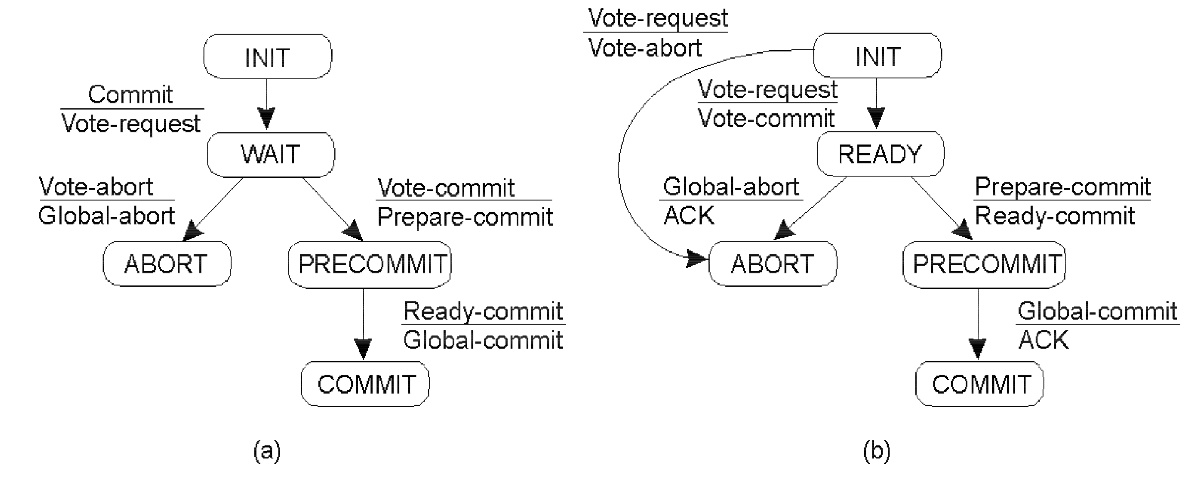 INIT
Commit
Vote-request
WAIT
Vote-abort
Global-abort
Vote-commit
Prepare-commit
ABORT
PRECOMMIT
Ready-commit
Global-commit
COMMIT
(a)
Vote-request
Vote-abort
INIT
Vote-request
Vote-commit
READY
Global-abort
ACK
Prepare-commit
Ready-commit
ABORT
PRECOMMIT
Global-commit
ACK
COMMIT
(b)